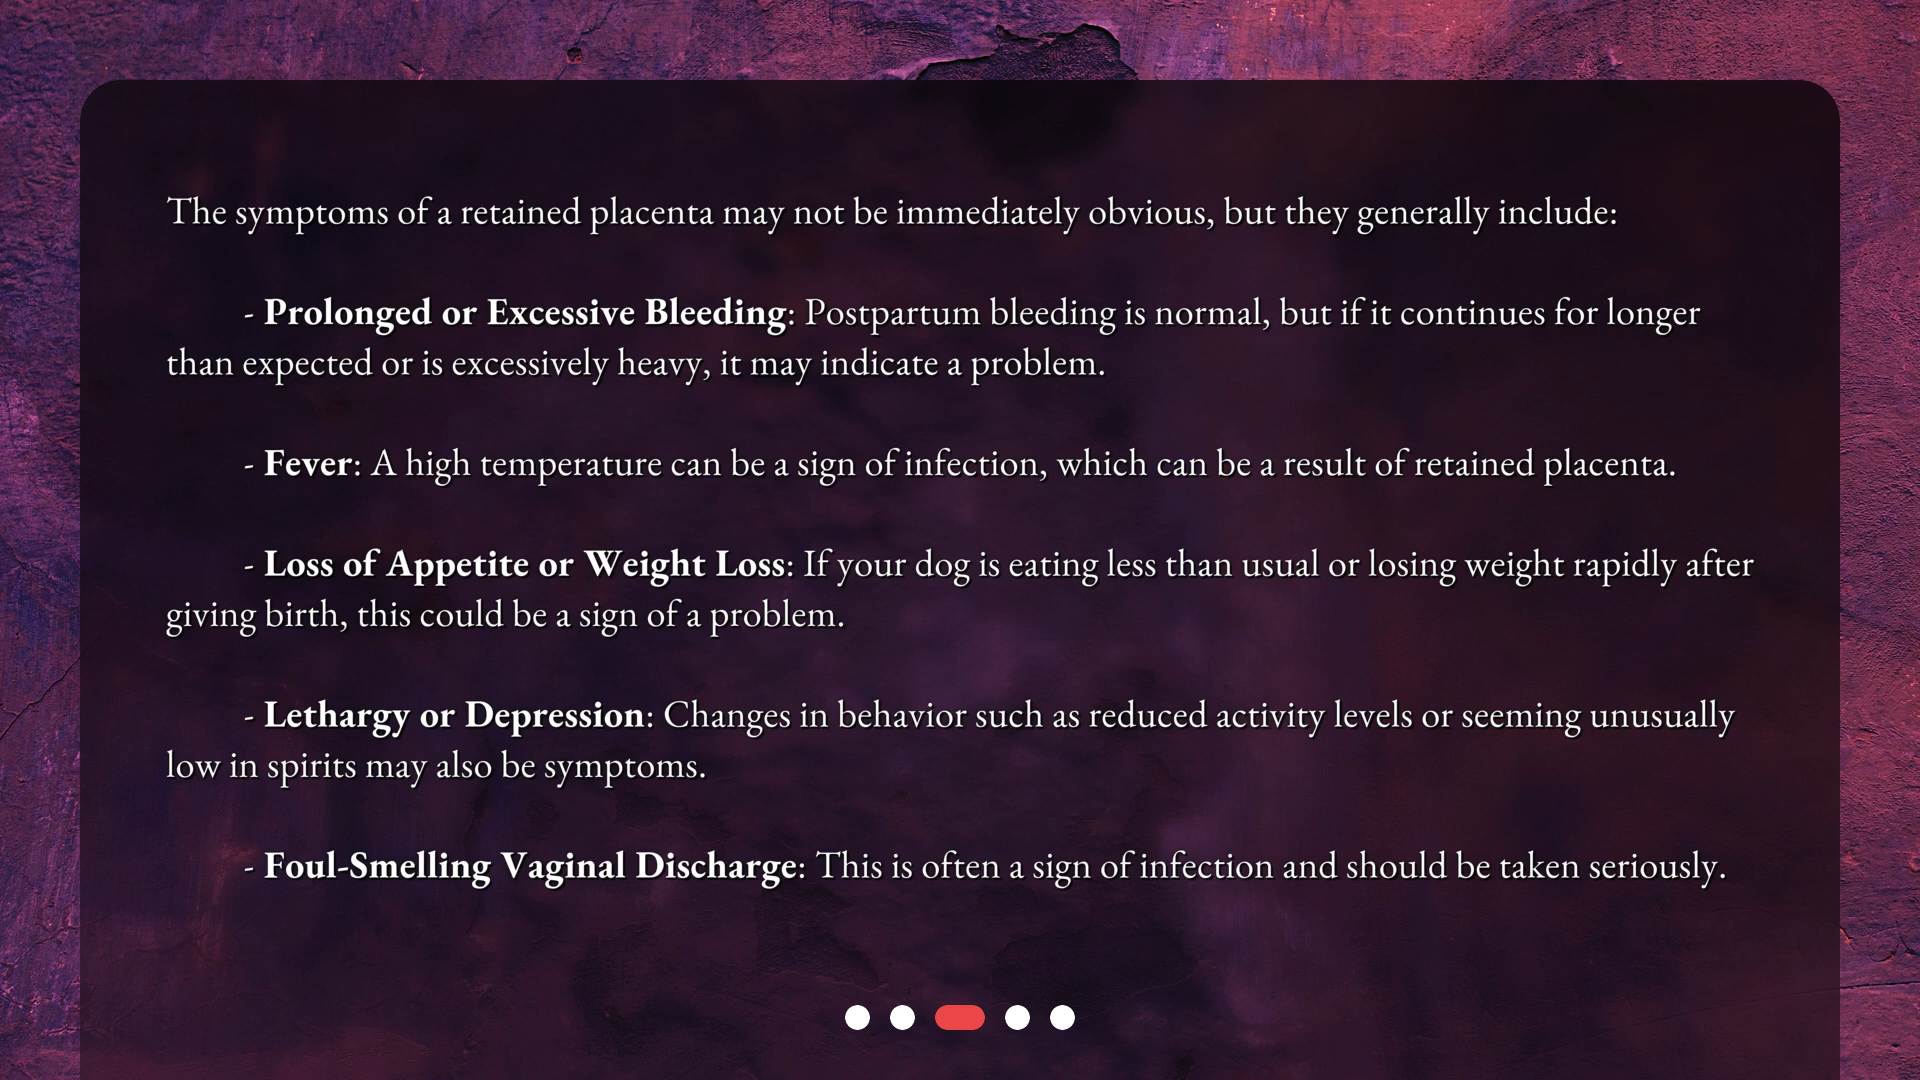 The symptoms of a retained placenta may not be immediately obvious, but they generally include:
- Prolonged or Excessive Bleeding: Postpartum bleeding is normal, but if it continues for longer
than expected or is excessively heavy, it may indicate a problem.
- Fever: A high temperature can be a sign of infection, which can be a result of retained placenta.
- Loss of Appetite or Weight Loss: If your dog is eating less than usual or losing weight rapidly after
giving birth, this could be a sign of a problem.
- Lethargy or Depression: Changes in behavior such as reduced activity levels or seeming unusually
low in spirits may also be symptoms.
- Foul-Smelling Vaginal Discharge: This is often a sign of infection and should be taken seriously.